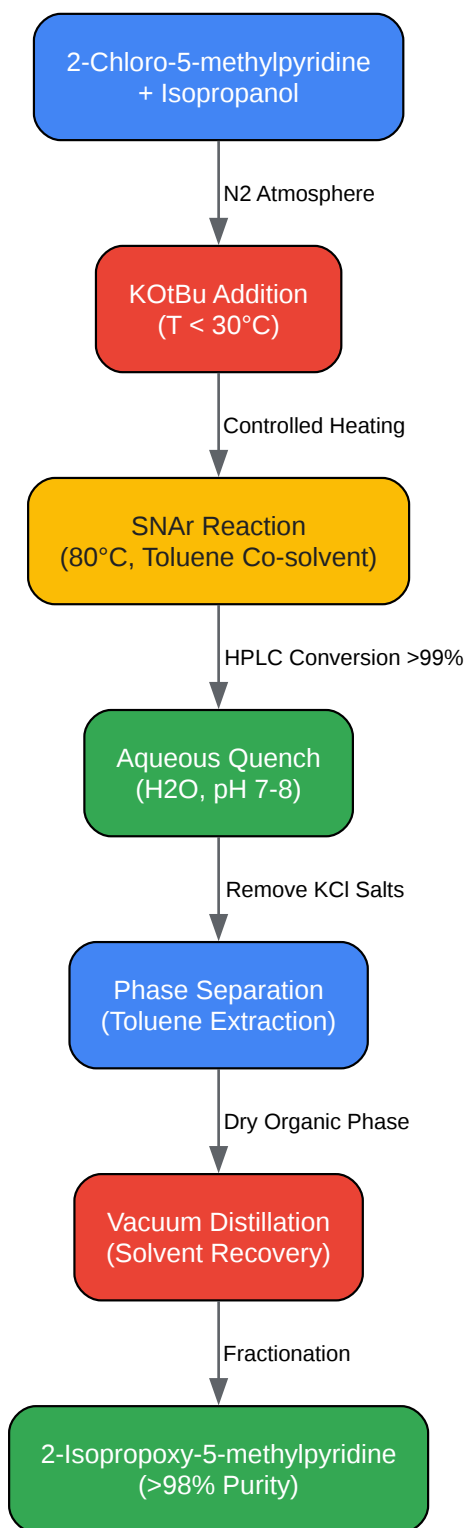 2-Chloro-5-methylpyridine
+ Isopropanol
N2 Atmosphere
KOtBu Addition
(T < 30°C)
Controlled Heating
SNAr Reaction
(80°C, Toluene Co-solvent)
HPLC Conversion >99%
Aqueous Quench
(H2O, pH 7-8)
Remove KCl Salts
Phase Separation
(Toluene Extraction)
Dry Organic Phase
Vacuum Distillation
(Solvent Recovery)
Fractionation
2-Isopropoxy-5-methylpyridine
(>98% Purity)